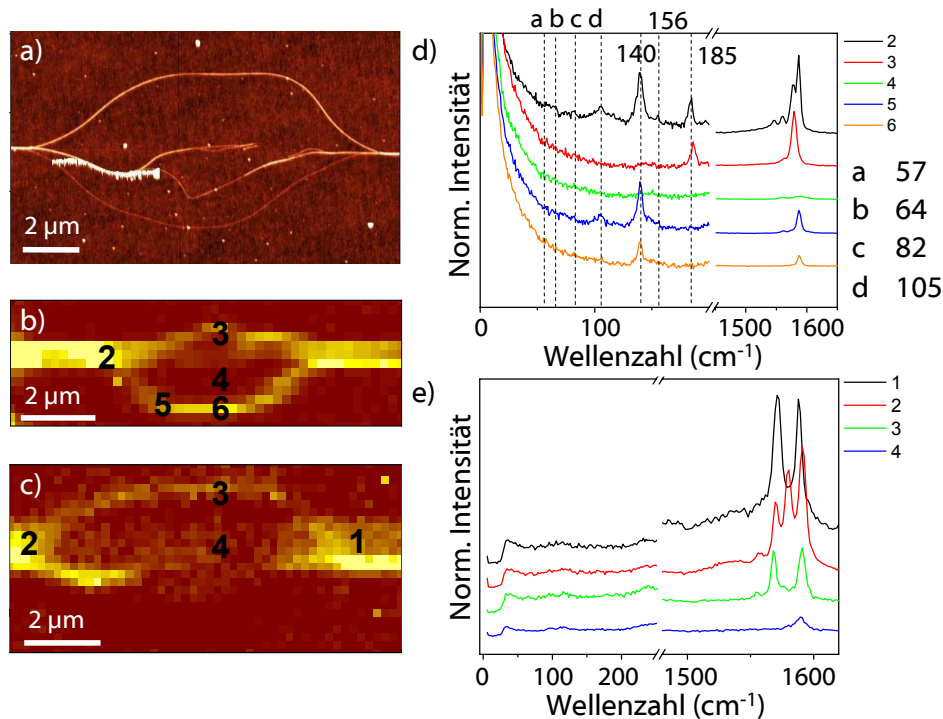 a)
2 µm
b)
2
3
4
5
6
2 µm
c)
3
2
4
1
2 µm
d)
a b c d 156
140 185
Norm. Intensität
0 100 1500 1600 1650
Wellenzahl (cm⁻¹)
2
3
4
5
6
a 57
b 64
c 82
d 105
e)
Norm. Intensität
0 100 200 1500 1600
Wellenzahl (cm⁻¹)
1
2
3
4